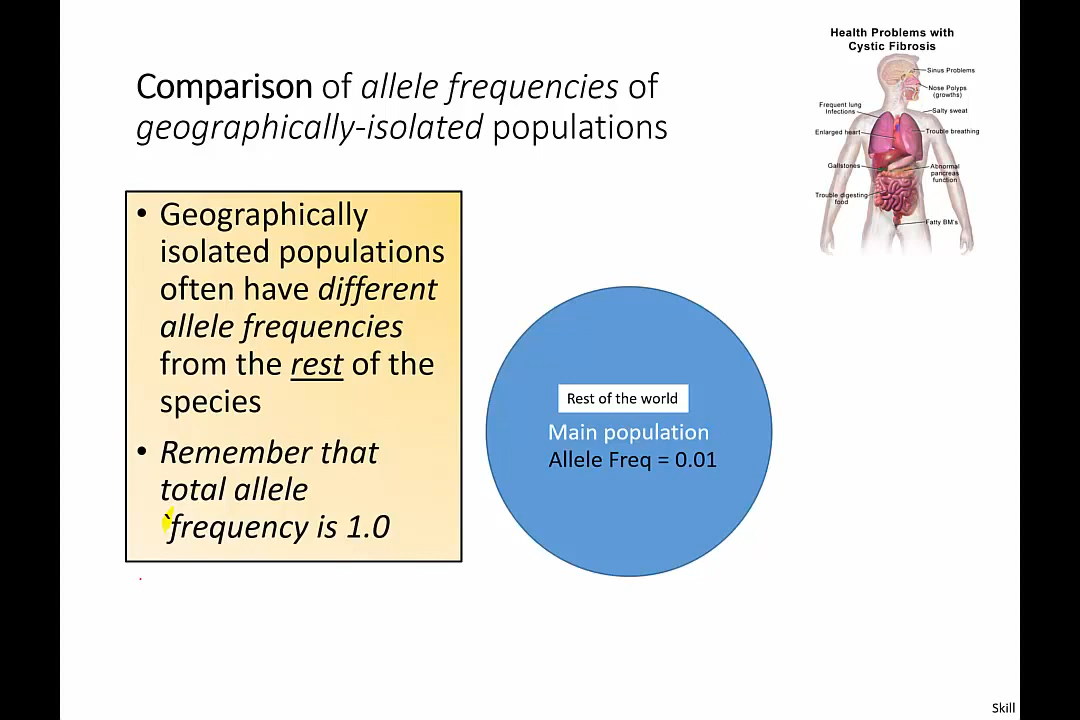 Comparison of allele frequencies of
geographically-isolated populations
Health Problems with
Cystic Fibrosis
Sinus Problems
Nose Polyps
(growths)
Frequent lung
Infections
Salty sweat
Enlarged heart
Trouble breathing
Gallstones
Abnormal
pancreas
function
Trouble digesting
food
Fatty BM's
• Geographically
isolated populations
often have different
allele frequencies
from the rest of the
species
• Remember that
total allele
`frequency is 1.0
Rest of the world
Main population
Allele Freq = 0.01
Skill